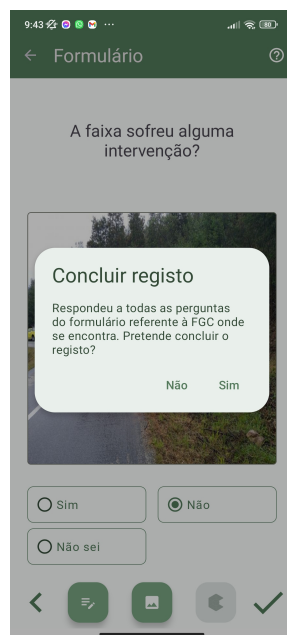 9:43
80
Formulário
A faixa sofreu alguma
intervenção?
Concluir registo
Respondeu a todas as perguntas
do formulário referente à FGC onde
se encontra. Pretende concluir o
registo?
Não Sim
Sim Não
Não sei